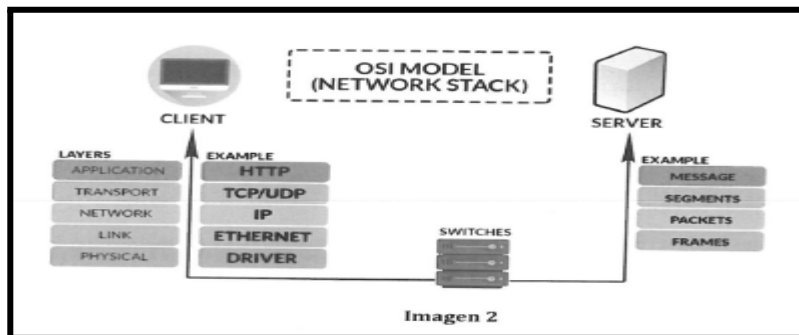 OSI MODEL
(NETWORK STACK)
CLIENT
SERVER
LAYERS
APPLICATION
TRANSPORT
NETWORK
LINK
PHYSICAL
EXAMPLE
HTTP
TCP/UDP
IP
ETHERNET
DRIVER
SWITCHES
EXAMPLE
MESSAGE
SEGMENTS
PACKETS
FRAMES
Imagen 2